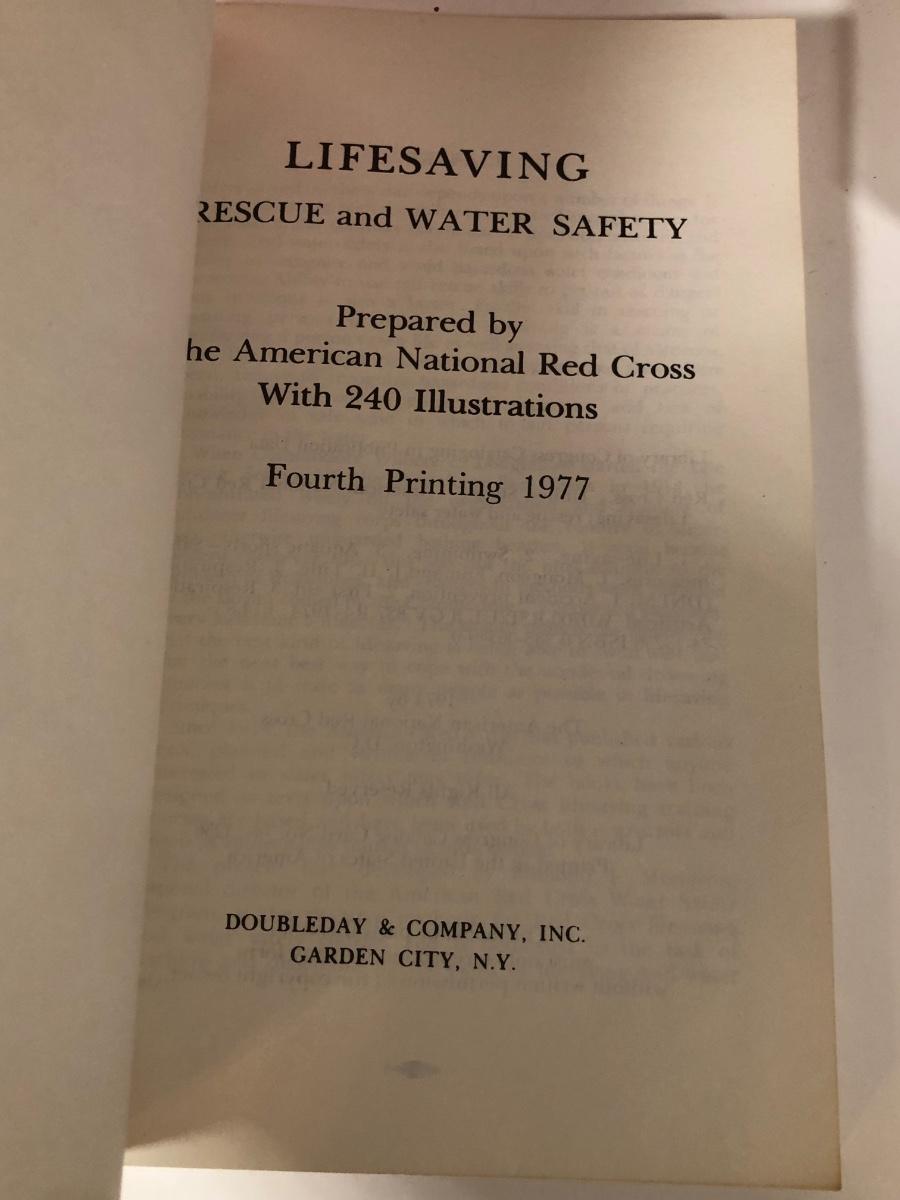 LIFESAVING
RESCUE and WATER SAFETY
Prepared by
he American National Red Cross
With 240 Illustrations
Fourth Printing 1977
DOUBLEDAY & COMPANY, INC.
GARDEN CITY, N.Y.